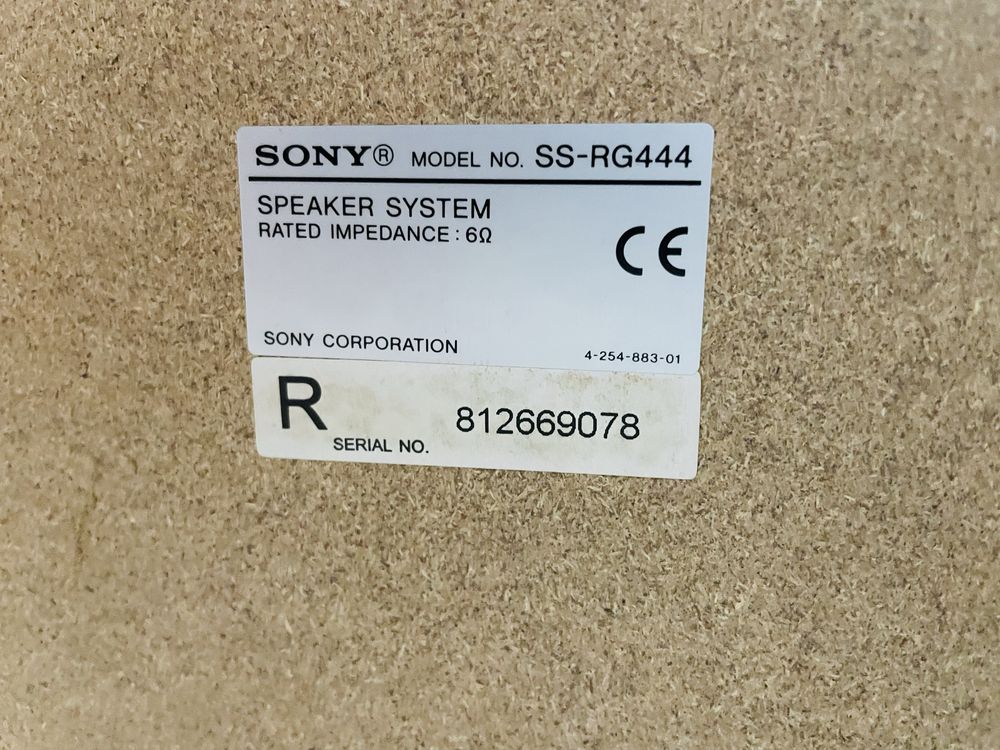 SONY® MODEL NO. SS-RG444
SPEAKER SYSTEM
RATED IMPEDANCE : 6Ω
CE
SONY CORPORATION 4-254-883-01
R SERIAL NO. 812669078